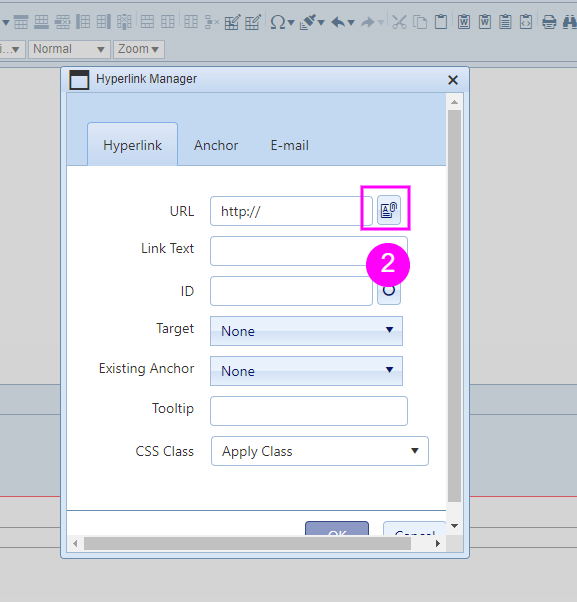 i...
Normal
Zoom
Hyperlink Manager
Hyperlink Anchor E-mail
URL http://
Link Text
2
ID
Target None
Existing Anchor None
Tooltip
CSS Class Apply Class
OK Cancel